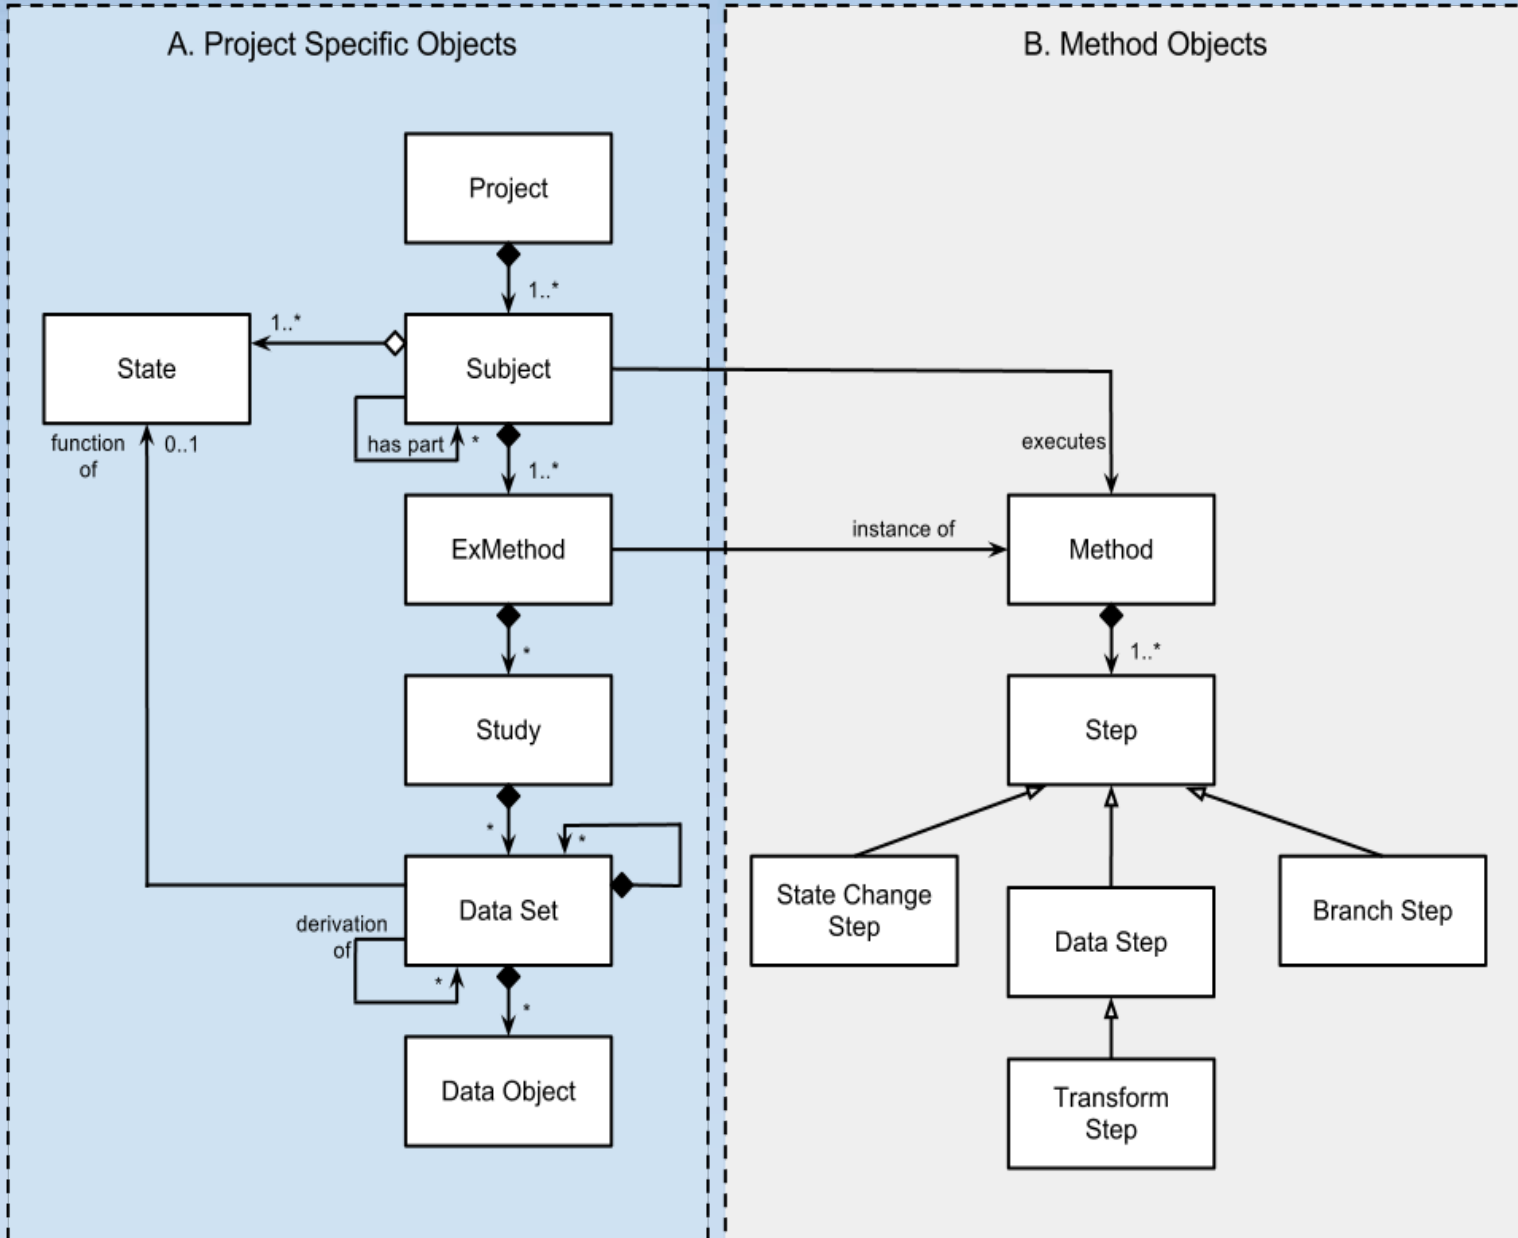 A. Project Specific Objects
B. Method Objects
Project
1..*
1..*
State
Subject
function
of
0..1
has part
*
executes
1..*
ExMethod
instance of
Method
*
1..*
Study
Step
*
*
Data Set
State Change
Step
Data Step
Branch Step
derivation
of
*
*
Data Object
Transform
Step